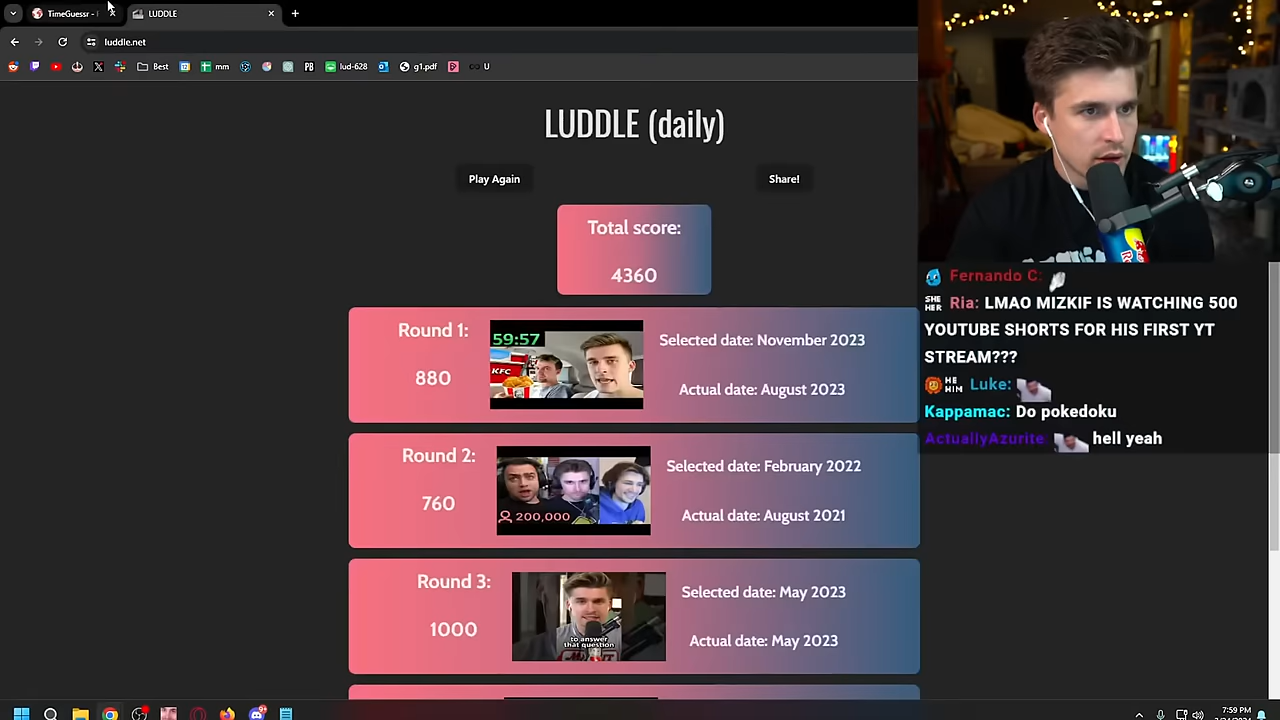 TimeGuessr -
LUDDLE
luddle.net
Best
mm
PB
lud-628
g1.pdf
U
LUDDLE (daily)
Play Again
Share!
Total score:
4360
Round 1:
880
59:57
KFC
Selected date: November 2023
Actual date: August 2023
Round 2:
760
200,000
Selected date: February 2022
Actual date: August 2021
Round 3:
1000
to answer
that question
Selected date: May 2023
Actual date: May 2023
Fernando C:
SHE HER Ria: LMAO MIZKIF IS WATCHING 500
YOUTUBE SHORTS FOR HIS FIRST YT
STREAM???
HE HIM Luke:
Kappamac: Do pokedoku
ActuallyAzurite hell yeah
7:59 PM